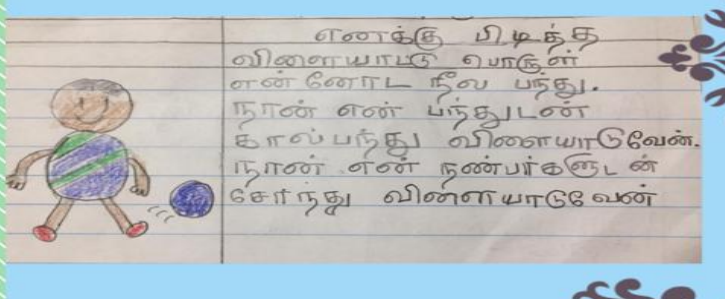 எனக்கு பிடித்த
விளையாட்டு பொருள்
என் னோட நீல பந்து.
நான் என் பந்துடன்
கால்பந்து விளையாடுவேன்.
நான் என் நண்பர்களுடன்
சேர்ந்து விளையாடுவேன்